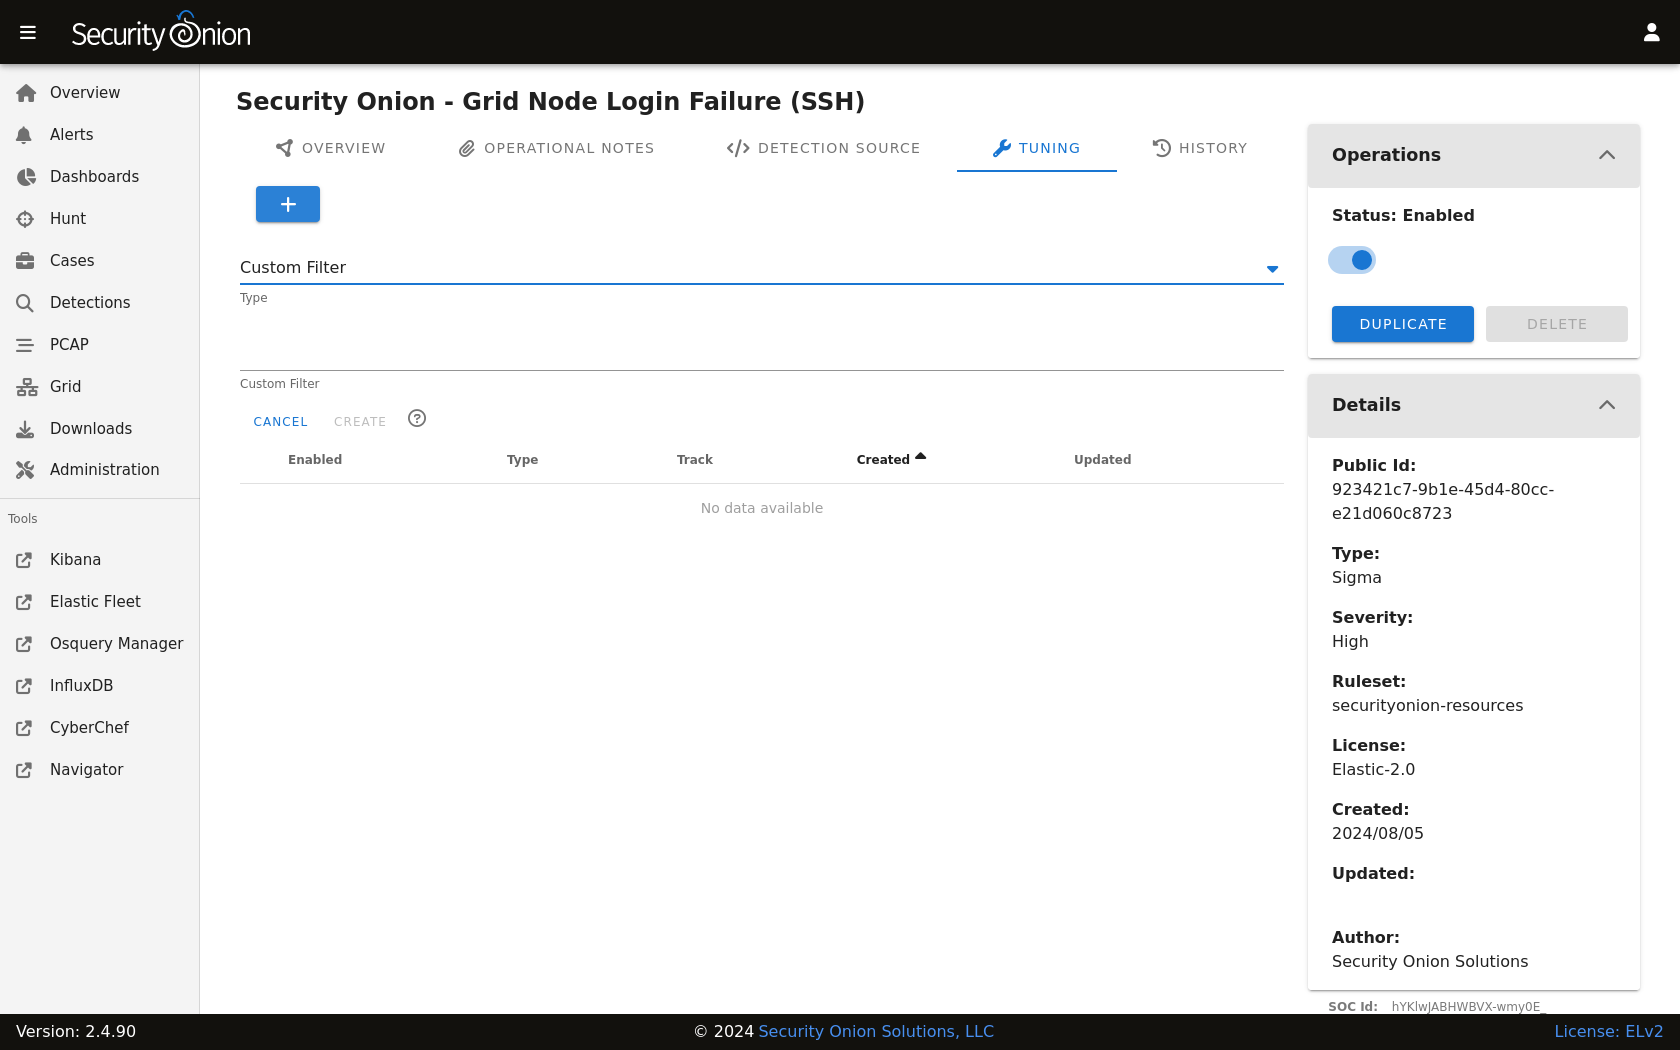 Security Onion
Overview
Alerts
Dashboards
Hunt
Cases
Detections
PCAP
Grid
Downloads
Administration
Tools
Kibana
Elastic Fleet
Osquery Manager
InfluxDB
CyberChef
Navigator
Security Onion - Grid Node Login Failure (SSH)
OVERVIEW OPERATIONAL NOTES DETECTION SOURCE TUNING HISTORY
+
Custom Filter
Type
Custom Filter
CANCEL CREATE ?
Enabled Type Track Created Updated
No data available
Operations
Status: Enabled
DUPLICATE DELETE
Details
Public Id:
923421c7-9b1e-45d4-80cc-
e21d060c8723
Type:
Sigma
Severity:
High
Ruleset:
securityonion-resources
License:
Elastic-2.0
Created:
2024/08/05
Updated:
Author:
Security Onion Solutions
SOC Id: hYKlwJABHWBVX-wmy0E_
Version: 2.4.90 © 2024 Security Onion Solutions, LLC License: ELv2